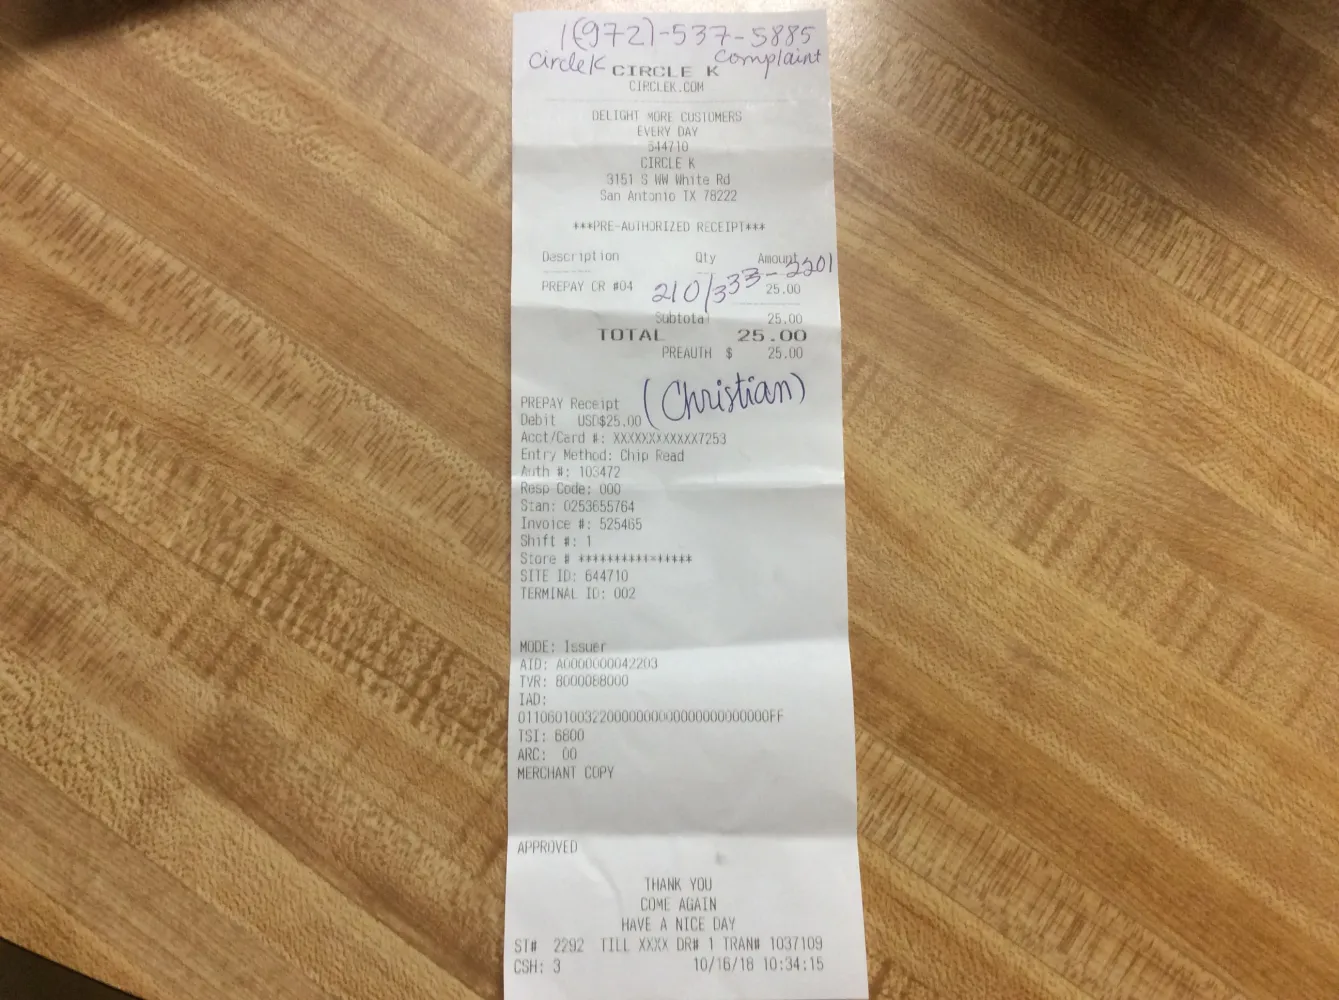 1(972)-537-5885
CircleK Complaint
CIRCLE K
CIRCLEK.COM
DELIGHT MORE CUSTOMERS
EVERY DAY
644710
CIRCLE K
3151 S WW White Rd
San Antonio TX 78222
***PRE-AUTHORIZED RECEIPT***
Description Qty Amount
210/333-2201
PREPAY CR #04 25.00
Subtotal 25.00
TOTAL 25.00
PREAUTH $ 25.00
(Christian)
PREPAY Receipt
Debit USD$25.00
Acct/Card #: XXXXXXXXXXXX7253
Entry Method: Chip Read
Auth #: 103472
Resp Code: 000
Stan: 0253655764
Invoice #: 525465
Shift #: 1
Store # ****************
SITE ID: 644710
TERMINAL ID: 002
MODE: Issuer
AID: A0000000042203
TVR: 8000088000
IAD:
TSI: 6800
ARC: 00
MERCHANT COPY
APPROVED
THANK YOU
COME AGAIN
HAVE A NICE DAY
ST# 2292 TILL XXXX DR# 1 TRAN# 1037109
CSH: 3 10/16/18 10:34:15